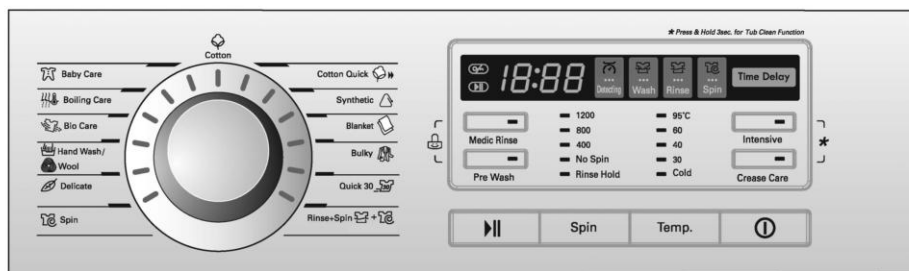 Cotton
Baby Care
Boiling Care
Bio Care
Hand Wash/
Wool
Delicate
Spin
Cotton Quick
Synthetic
Blanket
Bulky
Quick 30
Rinse+Spin
* Press & Hold 3sec. for Tub Clean Function
18:88
Detecting
Wash
Rinse
Spin
Time Delay
Medic Rinse
Pre Wash
1200
800
400
No Spin
Rinse Hold
95°C
60
40
30
Cold
Intensive
Crease Care
*
Spin
Temp.